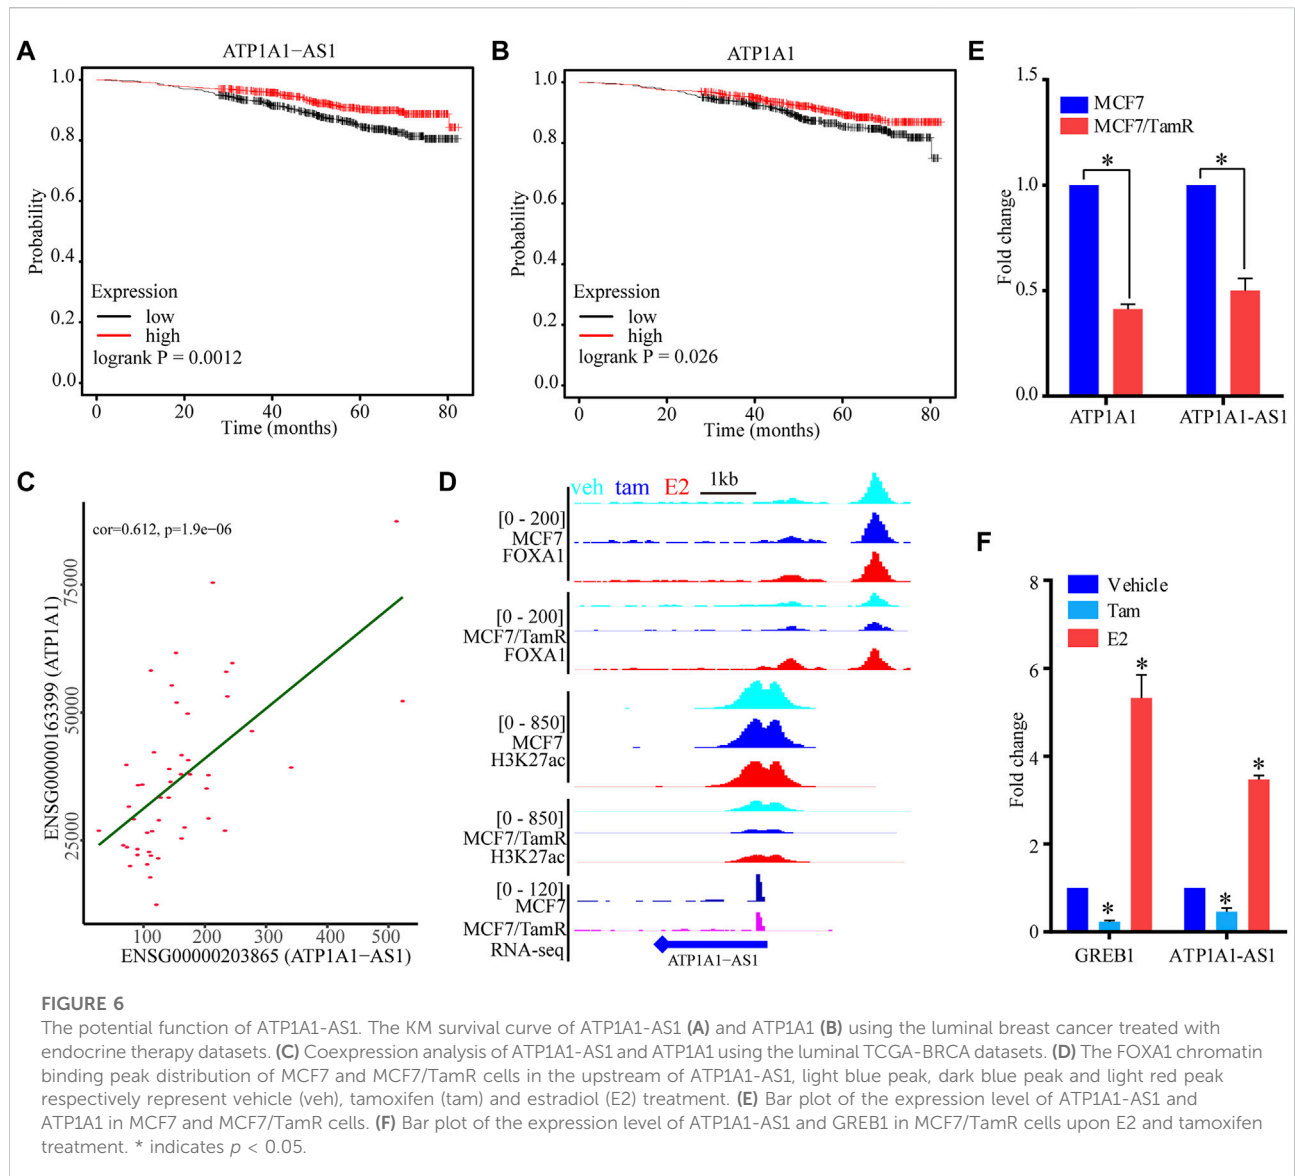 A
ATP1A1−AS1
Probability
1.0
0.8
0.6
0.4
0.2
0.0
Expression
low
high
logrank P = 0.0012
0 20 40 60 80
Time (months)
B
ATP1A1
Probability
1.0
0.8
0.6
0.4
0.2
0.0
Expression
low
high
logrank P = 0.026
0 20 40 60 80
Time (months)
E
Fold change
1.5
1.0
0.5
0.0
MCF7
MCF7/TamR
* *
ATP1A1 ATP1A1-AS1
C
cor=0.612, p=1.9e−06
ENSG00000163399 (ATP1A1)
75000
50000
25000
100 200 300 400 500
ENSG00000203865 (ATP1A1−AS1)
D
veh tam E2 1kb
[0 - 200]
MCF7
FOXA1
[0 - 200]
MCF7/TamR
FOXA1
[0 - 850]
MCF7
H3K27ac
[0 - 850]
MCF7/TamR
H3K27ac
[0 - 120]
MCF7
MCF7/TamR
RNA-seq
ATP1A1−AS1
F
Fold change
8
6
4
2
0
Vehicle
Tam
E2
* * * *
GREB1 ATP1A1-AS1
FIGURE 6
The potential function of ATP1A1-AS1. The KM survival curve of ATP1A1-AS1 (A) and ATP1A1 (B) using the luminal breast cancer treated with
endocrine therapy datasets. (C) Coexpression analysis of ATP1A1-AS1 and ATP1A1 using the luminal TCGA-BRCA datasets. (D) The FOXA1 chromatin
binding peak distribution of MCF7 and MCF7/TamR cells in the upstream of ATP1A1-AS1, light blue peak, dark blue peak and light red peak
respectively represent vehicle (veh), tamoxifen (tam) and estradiol (E2) treatment. (E) Bar plot of the expression level of ATP1A1-AS1 and
ATP1A1 in MCF7 and MCF7/TamR cells. (F) Bar plot of the expression level of ATP1A1-AS1 and GREB1 in MCF7/TamR cells upon E2 and tamoxifen
treatment. * indicates p < 0.05.